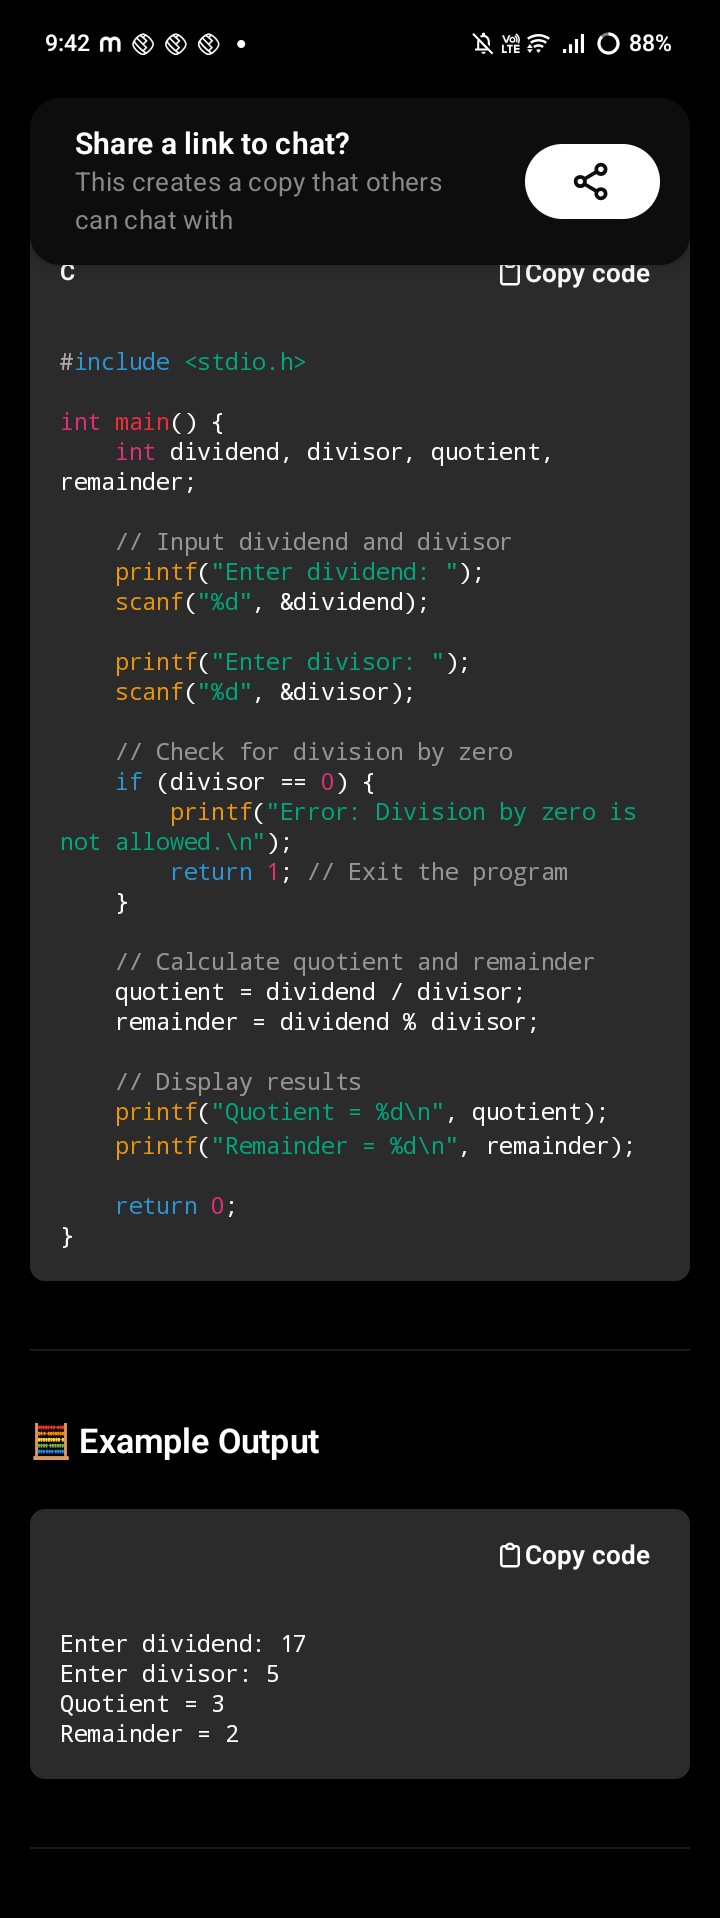 9:42
Vo)) LTE
88%
Share a link to chat?
This creates a copy that others
can chat with
C
Copy code
#include <stdio.h>
int main() {
    int dividend, divisor, quotient,
remainder;
    // Input dividend and divisor
    printf("Enter dividend: ");
    scanf("%d", &dividend);
    printf("Enter divisor: ");
    scanf("%d", &divisor);
    // Check for division by zero
    if (divisor == 0) {
        printf("Error: Division by zero is
not allowed.\n");
        return 1; // Exit the program
    }
    // Calculate quotient and remainder
    quotient = dividend / divisor;
    remainder = dividend % divisor;
    // Display results
    printf("Quotient = %d\n", quotient);
    printf("Remainder = %d\n", remainder);
    return 0;
}
🧮 Example Output
Copy code
Enter dividend: 17
Enter divisor: 5
Quotient = 3
Remainder = 2